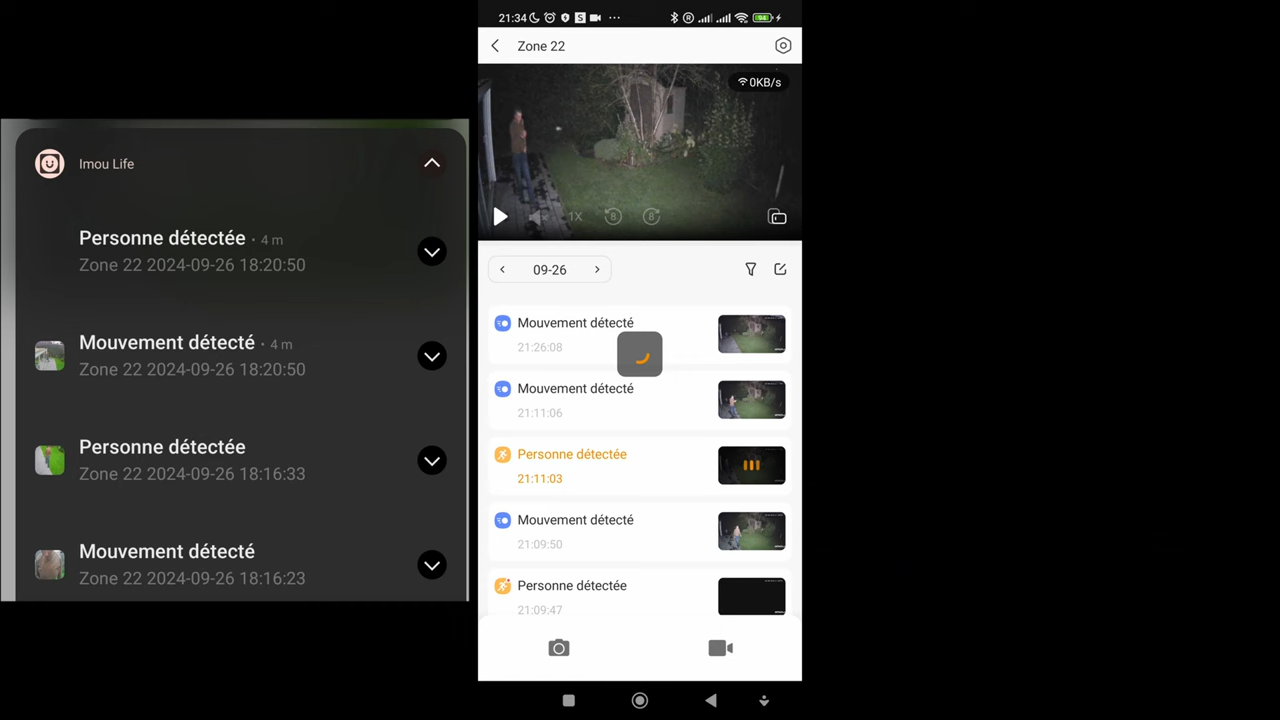 Imou Life
Personne détectée • 4 m
Zone 22 2024-09-26 18:20:50
Mouvement détecté • 4 m
Zone 22 2024-09-26 18:20:50
Personne détectée
Zone 22 2024-09-26 18:16:33
Mouvement détecté
Zone 22 2024-09-26 18:16:23
21:34
S
R
94
Zone 22
0KB/s
1X
8
8
09-26
Mouvement détecté
21:26:08
Mouvement détecté
21:11:06
Personne détectée
21:11:03
Mouvement détecté
21:09:50
Personne détectée
21:09:47